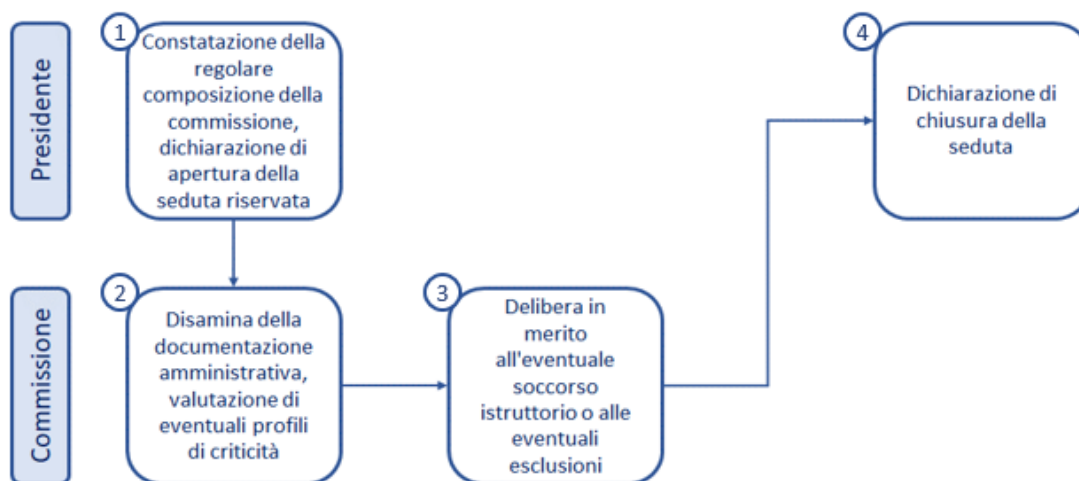 Presidente
1
Constatazione della
regolare
composizione della
commissione,
dichiarazione di
apertura della
seduta riservata
4
Dichiarazione di
chiusura della
seduta
Commissione
2
Disamina della
documentazione
amministrativa,
valutazione di
eventuali profili
di criticità
3
Delibera in
merito
all'eventuale
soccorso
istruttorio o alle
eventuali
esclusioni